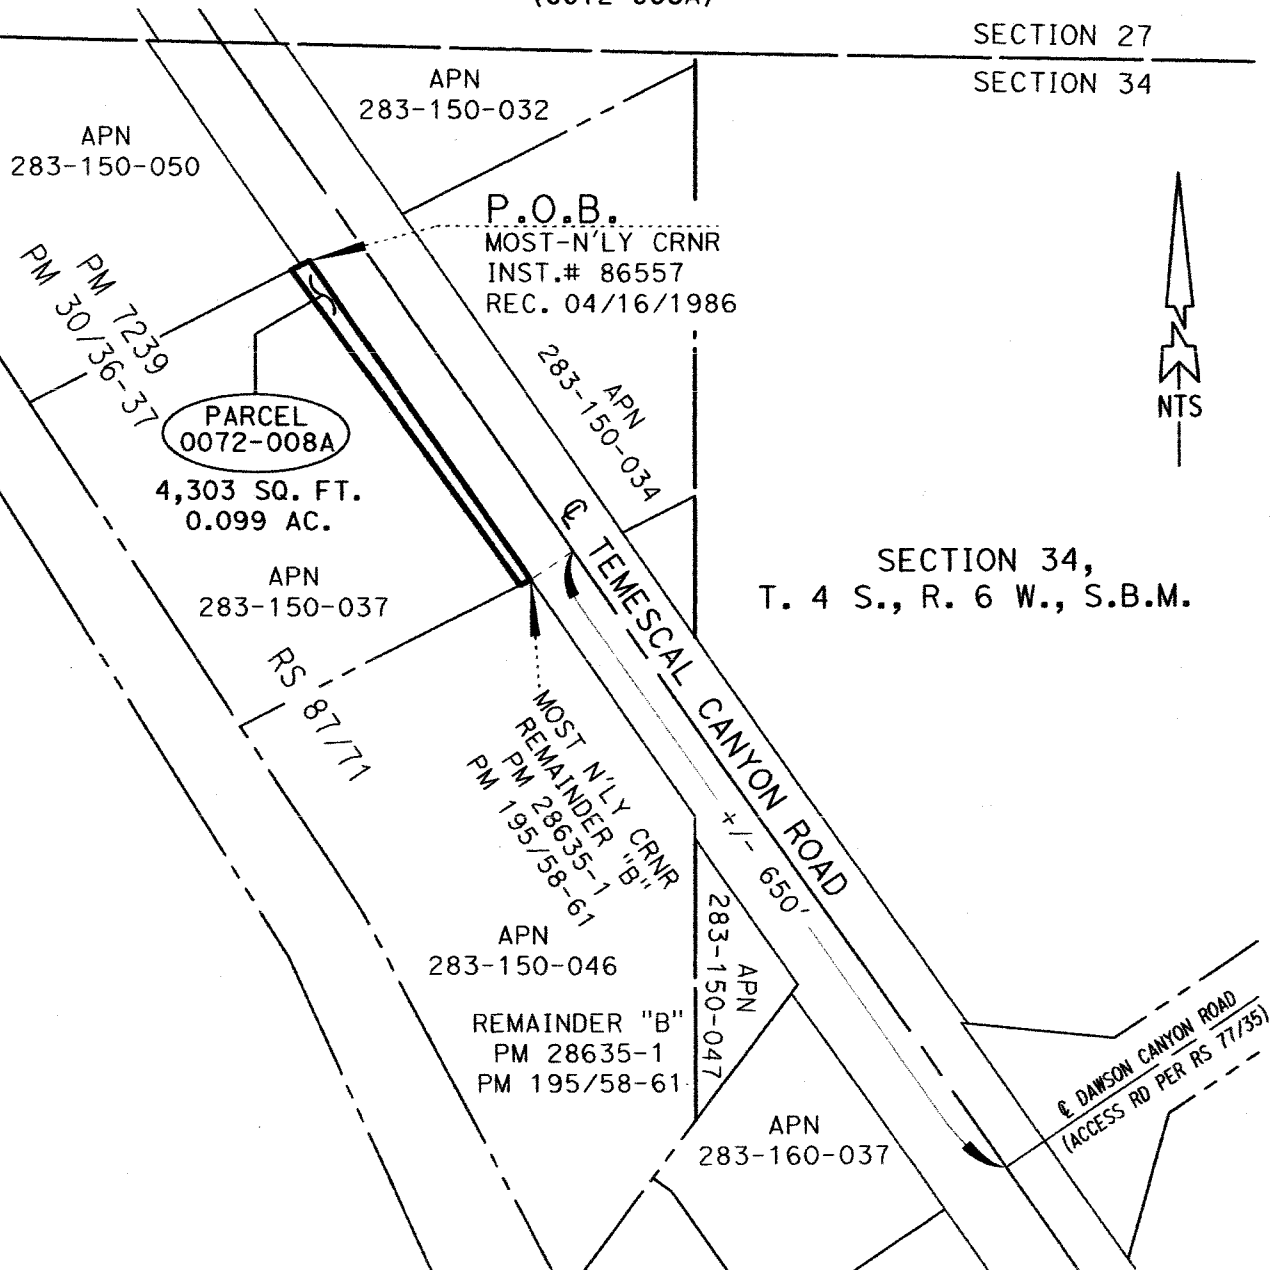 SECTION 27
SECTION 34
APN
283-150-032
APN
283-150-050
P.O.B.
MOST-N'LY CRNR
INST.# 86557
REC. 04/16/1986
PM 7239
PM 30/36-37
NTS
APN
283-150-034
PARCEL
0072-008A
4,303 SQ. FT.
0.099 AC.
APN
283-150-037
℄ TEMESCAL CANYON ROAD
SECTION 34,
T. 4 S., R. 6 W., S.B.M.
RS 87/71
MOST N'LY CRNR
REMAINDER "B"
PM 28635-1
PM 195/58-61
+/- 650'
APN
283-150-046
REMAINDER "B"
PM 28635-1
PM 195/58-61
APN
283-150-047
℄ DAWSON CANYON ROAD
(ACCESS RD PER RS 77/35)
APN
283-160-037